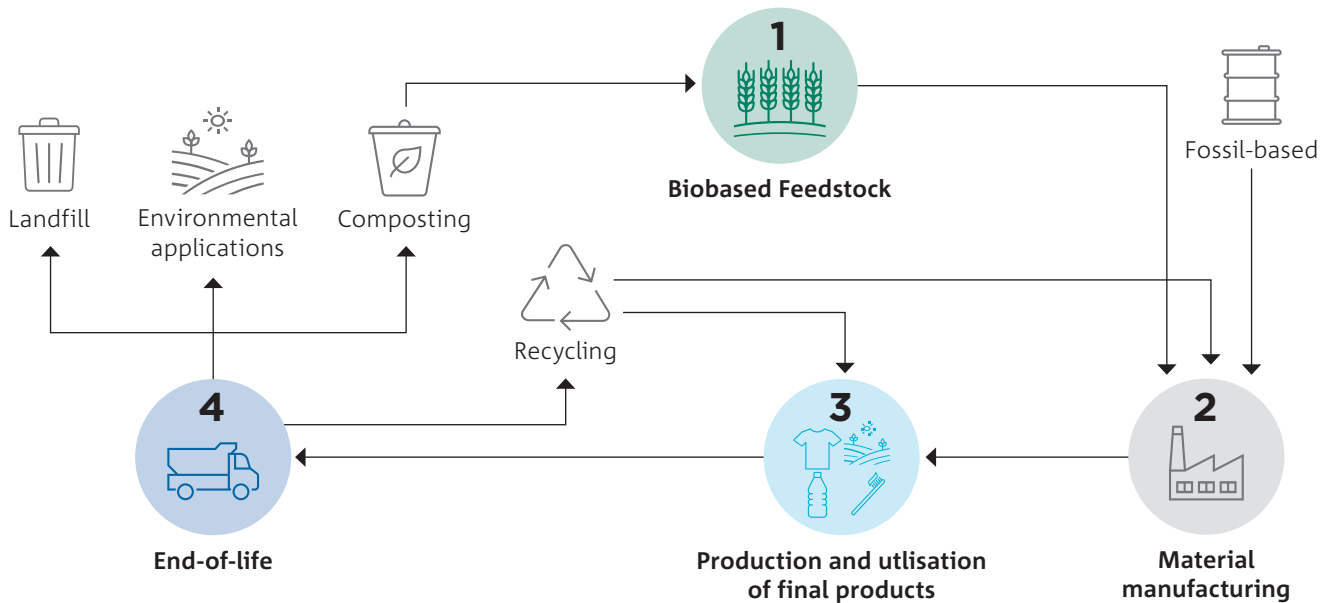 1
Biobased Feedstock
Fossil-based
Landfill
Environmental
applications
Composting
Recycling
4
End-of-life
3
Production and utlisation
of final products
2
Material
manufacturing